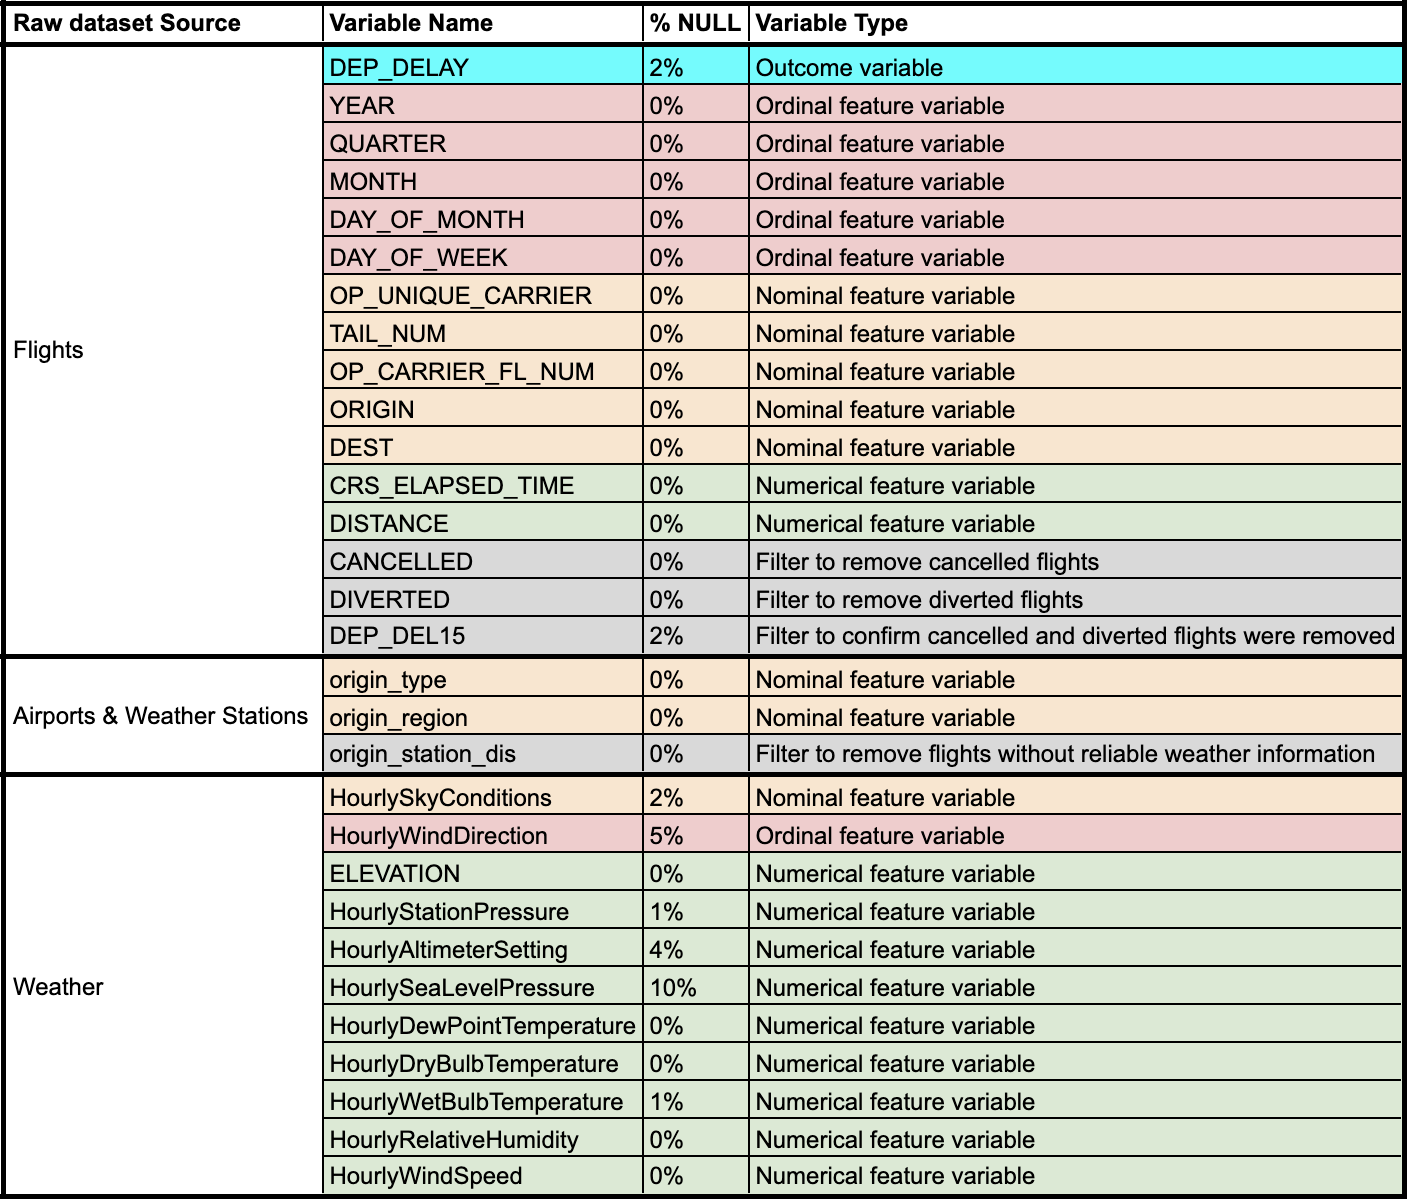 Raw dataset Source Variable Name % NULL Variable Type
Flights
DEP_DELAY 2% Outcome variable
YEAR 0% Ordinal feature variable
QUARTER 0% Ordinal feature variable
MONTH 0% Ordinal feature variable
DAY_OF_MONTH 0% Ordinal feature variable
DAY_OF_WEEK 0% Ordinal feature variable
OP_UNIQUE_CARRIER 0% Nominal feature variable
TAIL_NUM 0% Nominal feature variable
OP_CARRIER_FL_NUM 0% Nominal feature variable
ORIGIN 0% Nominal feature variable
DEST 0% Nominal feature variable
CRS_ELAPSED_TIME 0% Numerical feature variable
DISTANCE 0% Numerical feature variable
CANCELLED 0% Filter to remove cancelled flights
DIVERTED 0% Filter to remove diverted flights
DEP_DEL15 2% Filter to confirm cancelled and diverted flights were removed
Airports & Weather Stations
origin_type 0% Nominal feature variable
origin_region 0% Nominal feature variable
origin_station_dis 0% Filter to remove flights without reliable weather information
Weather
HourlySkyConditions 2% Nominal feature variable
HourlyWindDirection 5% Ordinal feature variable
ELEVATION 0% Numerical feature variable
HourlyStationPressure 1% Numerical feature variable
HourlyAltimeterSetting 4% Numerical feature variable
HourlySeaLevelPressure 10% Numerical feature variable
HourlyDewPointTemperature 0% Numerical feature variable
HourlyDryBulbTemperature 0% Numerical feature variable
HourlyWetBulbTemperature 1% Numerical feature variable
HourlyRelativeHumidity 0% Numerical feature variable
HourlyWindSpeed 0% Numerical feature variable